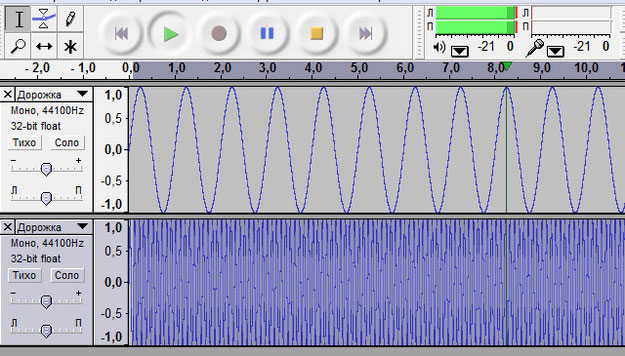 Л
П
-21 0
Л
П
-21 0
- 2,0 - 1,0 0,0 1,0 2,0 3,0 4,0 5,0 6,0 7,0 8,0 9,0 10,0
Дорожка
Моно, 44100Hz
32-bit float
Тихо Соло
- +
Л П
1,0
0,5
0,0
-0,5
-1,0
Дорожка
Моно, 44100Hz
32-bit float
Тихо Соло
- +
Л П
1,0
0,5
0,0
-0,5
-1,0